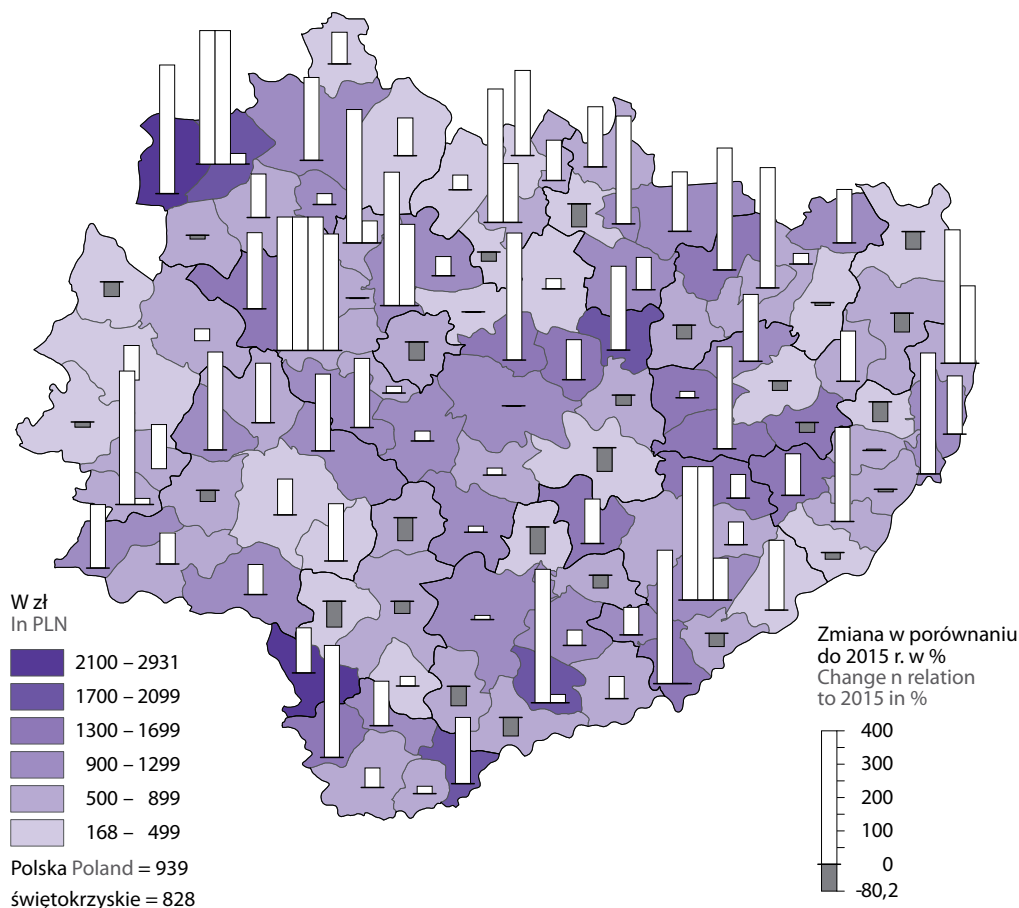 W zł
In PLN
2100 – 2931
1700 – 2099
1300 – 1699
900 – 1299
500 – 899
168 – 499
Polska Poland = 939
świętokrzyskie = 828
Zmiana w porównaniu
do 2015 r. w %
Change n relation
to 2015 in %
400
300
200
100
0
-80,2